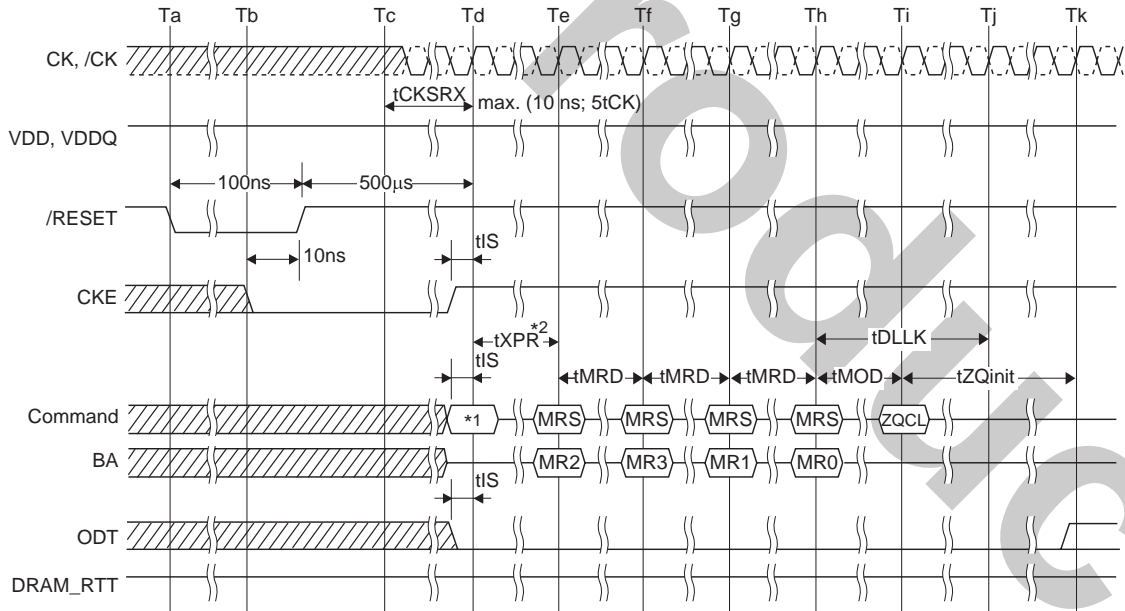 Ta Tb Tc Td Te Tf Tg Th Ti Tj Tk
CK, /CK
tCKSRX max. (10 ns; 5tCK)
VDD, VDDQ
100ns 500µs
/RESET
tIS
10ns
CKE
tXPR*2 tDLLK
tIS
tMRD tMRD tMRD tMOD tZQinit
Command *1 MRS MRS MRS MRS ZQCL
BA MR2 MR3 MR1 MR0
tIS
ODT
DRAM_RTT
roduc